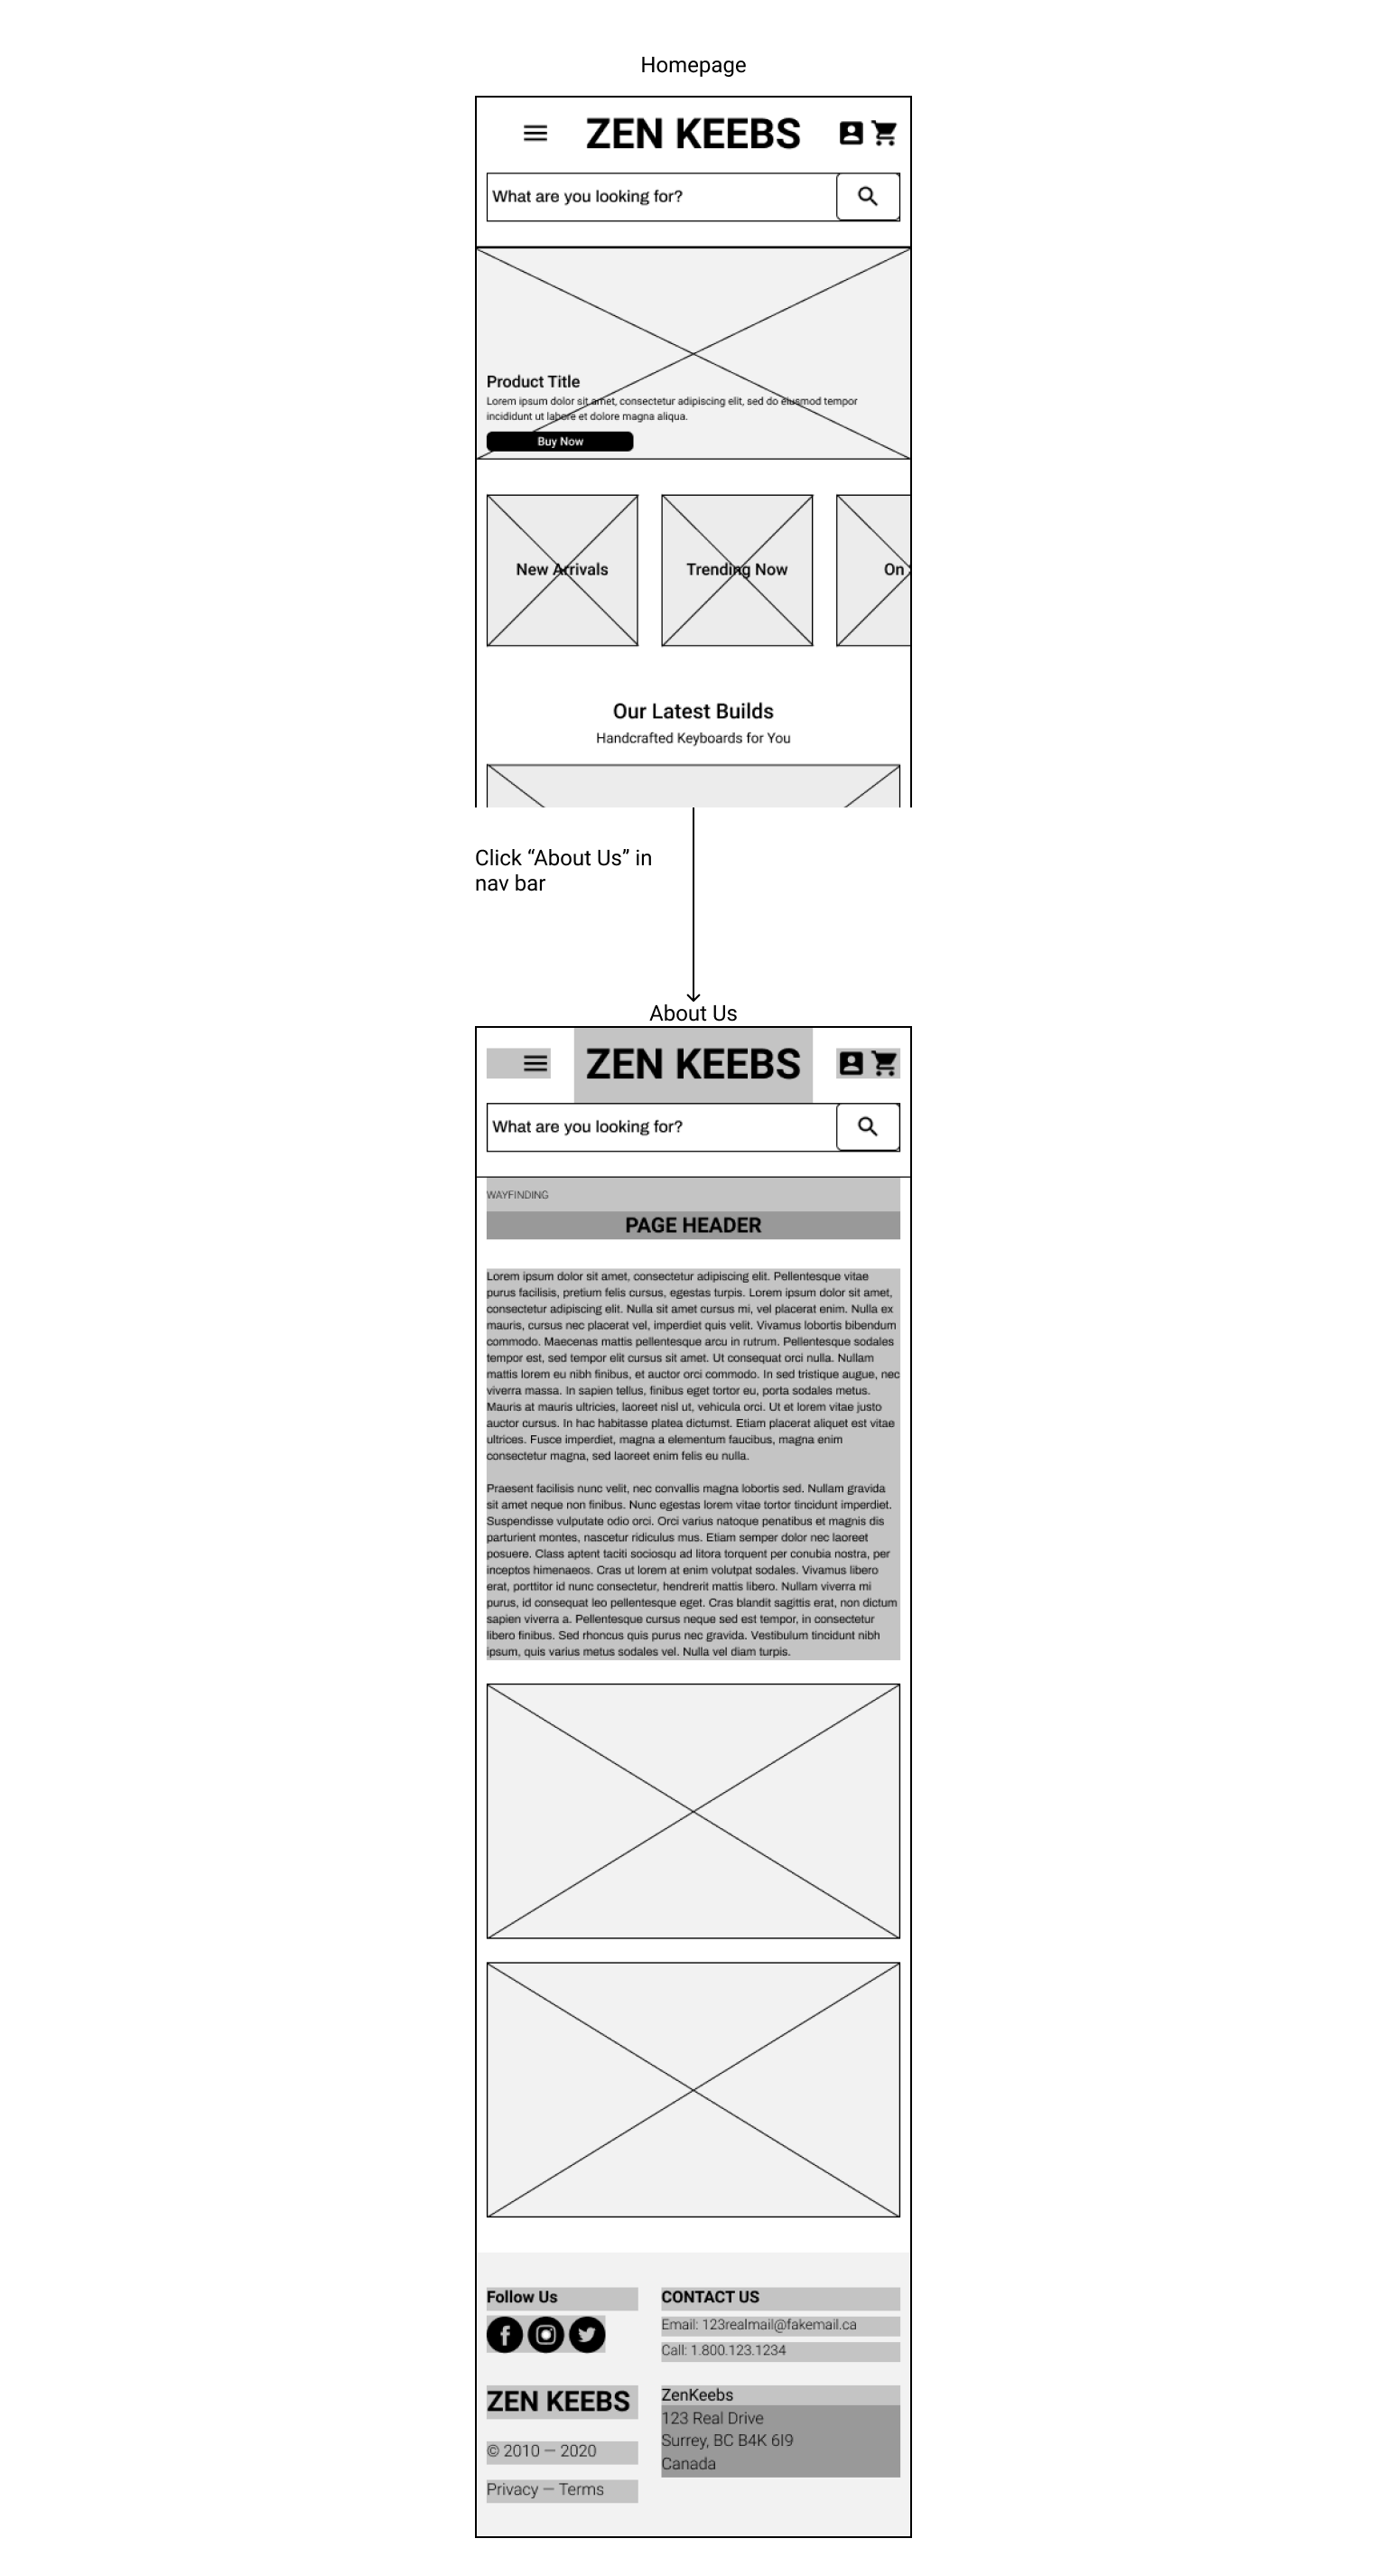 Homepage
ZEN KEEBS
What are you looking for?
Product Title
Lorem ipsum dolor sit amet, consectetur adipiscing elit, sed do eiusmod tempor
incididunt ut labore et dolore magna aliqua.
Buy Now
New Arrivals
Trending Now
On
Our Latest Builds
Handcrafted Keyboards for You
Click “About Us” in
nav bar
About Us
ZEN KEEBS
What are you looking for?
WAYFINDING
PAGE HEADER
Lorem ipsum dolor sit amet, consectetur adipiscing elit. Pellentesque vitae
purus facilisis, pretium felis cursus, egestas turpis. Lorem ipsum dolor sit amet,
consectetur adipiscing elit. Nulla sit amet cursus mi, vel placerat enim. Nulla ex
mauris, cursus nec placerat vel, imperdiet quis velit. Vivamus lobortis bibendum
commodo. Maecenas mattis pellentesque arcu in rutrum. Pellentesque sodales
tempor est, sed tempor elit cursus sit amet. Ut consequat orci nulla. Nullam
mattis lorem eu nibh finibus, et auctor orci commodo. In sed tristique augue, nec
viverra massa. In sapien tellus, finibus eget tortor eu, porta sodales metus.
Mauris at mauris ultricies, laoreet nisl ut, vehicula orci. Ut et lorem vitae justo
auctor cursus. In hac habitasse platea dictumst. Etiam placerat aliquet est vitae
ultrices. Fusce imperdiet, magna a elementum faucibus, magna enim
consectetur magna, sed laoreet enim felis eu nulla.
Praesent facilisis nunc velit, nec convallis magna lobortis sed. Nullam gravida
sit amet neque non finibus. Nunc egestas lorem vitae tortor tincidunt imperdiet.
Suspendisse vulputate odio orci. Orci varius natoque penatibus et magnis dis
parturient montes, nascetur ridiculus mus. Etiam semper dolor nec laoreet
posuere. Class aptent taciti sociosqu ad litora torquent per conubia nostra, per
inceptos himenaeos. Cras ut lorem at enim volutpat sodales. Vivamus libero
erat, porttitor id nunc consectetur, hendrerit mattis libero. Nullam viverra mi
purus, id consequat leo pellentesque eget. Cras blandit sagittis erat, non dictum
sapien viverra a. Pellentesque cursus neque sed est tempor, in consectetur
libero finibus. Sed rhoncus quis purus nec gravida. Vestibulum tincidunt nibh
ipsum, quis varius metus sodales vel. Nulla vel diam turpis.
Follow Us
ZEN KEEBS
© 2010 — 2020
Privacy — Terms
CONTACT US
Email: 123realmail@fakemail.ca
Call: 1.800.123.1234
ZenKeebs
123 Real Drive
Surrey, BC B4K 6I9
Canada